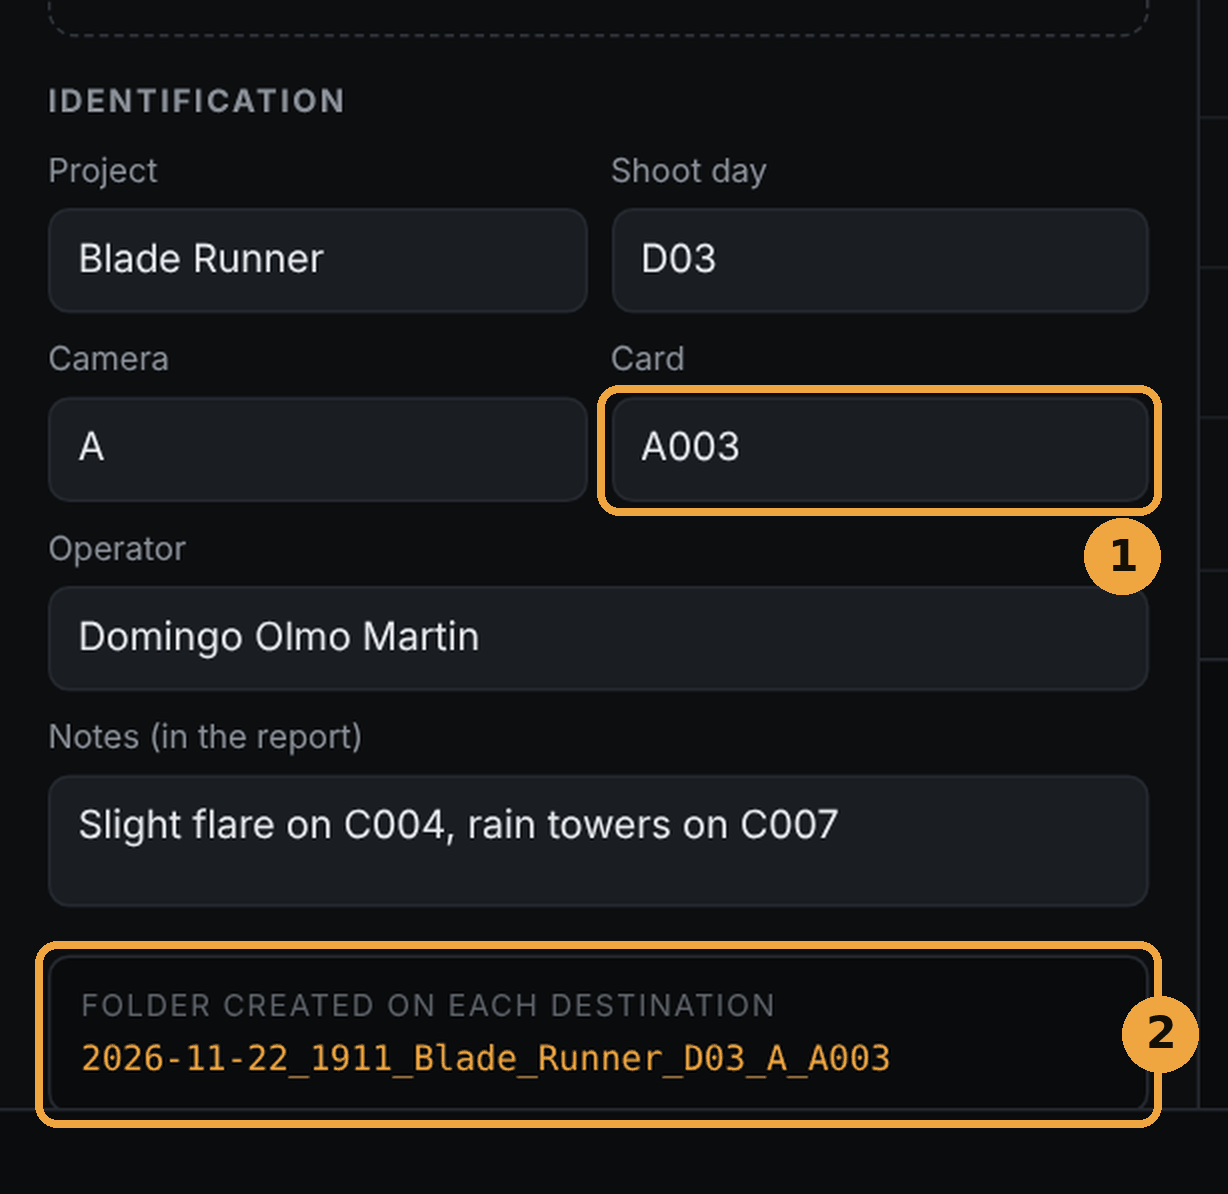 IDENTIFICATION
Project
Shoot day
Blade Runner
D03
Camera
Card
A
A003
1
Operator
Domingo Olmo Martin
Notes (in the report)
Slight flare on C004, rain towers on C007
FOLDER CREATED ON EACH DESTINATION
2026-11-22_1911_Blade_Runner_D03_A_A003
2